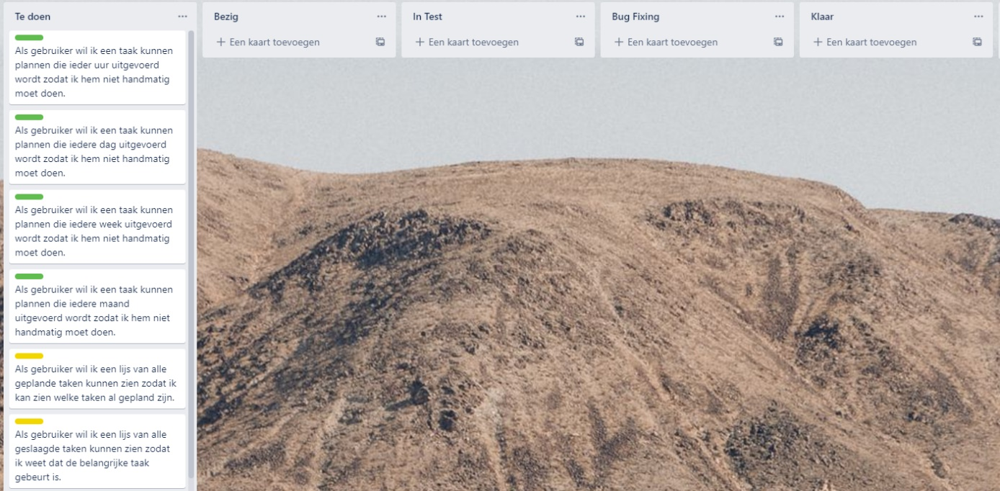 Te doen
Als gebruiker wil ik een taak kunnen
plannen die ieder uur uitgevoerd
wordt zodat ik hem niet handmatig
moet doen.
Als gebruiker wil ik een taak kunnen
plannen die iedere dag uitgevoerd
wordt zodat ik hem niet handmatig
moet doen.
Als gebruiker wil ik een taak kunnen
plannen die iedere week uitgevoerd
wordt zodat ik hem niet handmatig
moet doen.
Als gebruiker wil ik een taak kunnen
plannen die iedere maand
uitgevoerd wordt zodat ik hem niet
handmatig moet doen.
Als gebruiker wil ik een lijs van alle
geplande taken kunnen zien zodat ik
kan zien welke taken al gepland zijn.
Als gebruiker wil ik een lijs van alle
geslaagde taken kunnen zien zodat
ik weet dat de belangrijke taak
gebeurt is.
Bezig
Een kaart toevoegen
In Test
Een kaart toevoegen
Bug Fixing
Een kaart toevoegen
Klaar
Een kaart toevoegen